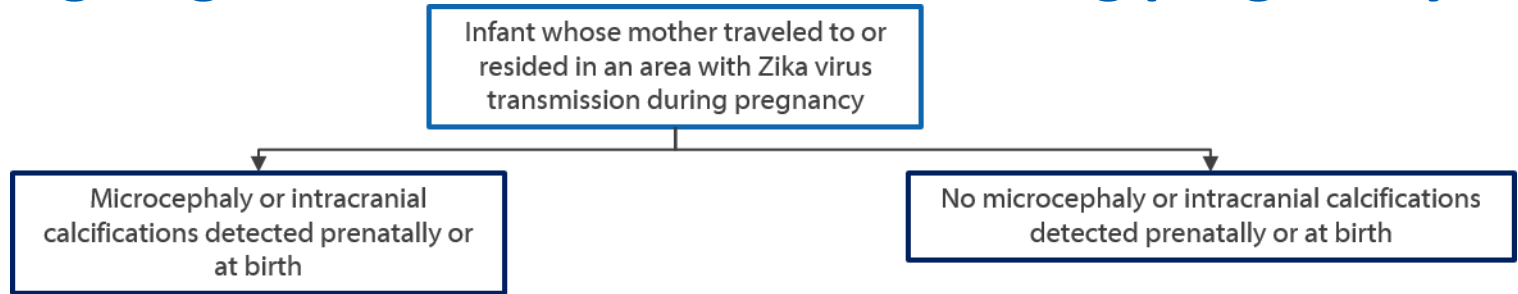 Infant whose mother traveled to or
resided in an area with Zika virus
transmission during pregnancy
Microcephaly or intracranial
calcifications detected prenatally or
at birth
No microcephaly or intracranial calcifications
detected prenatally or at birth